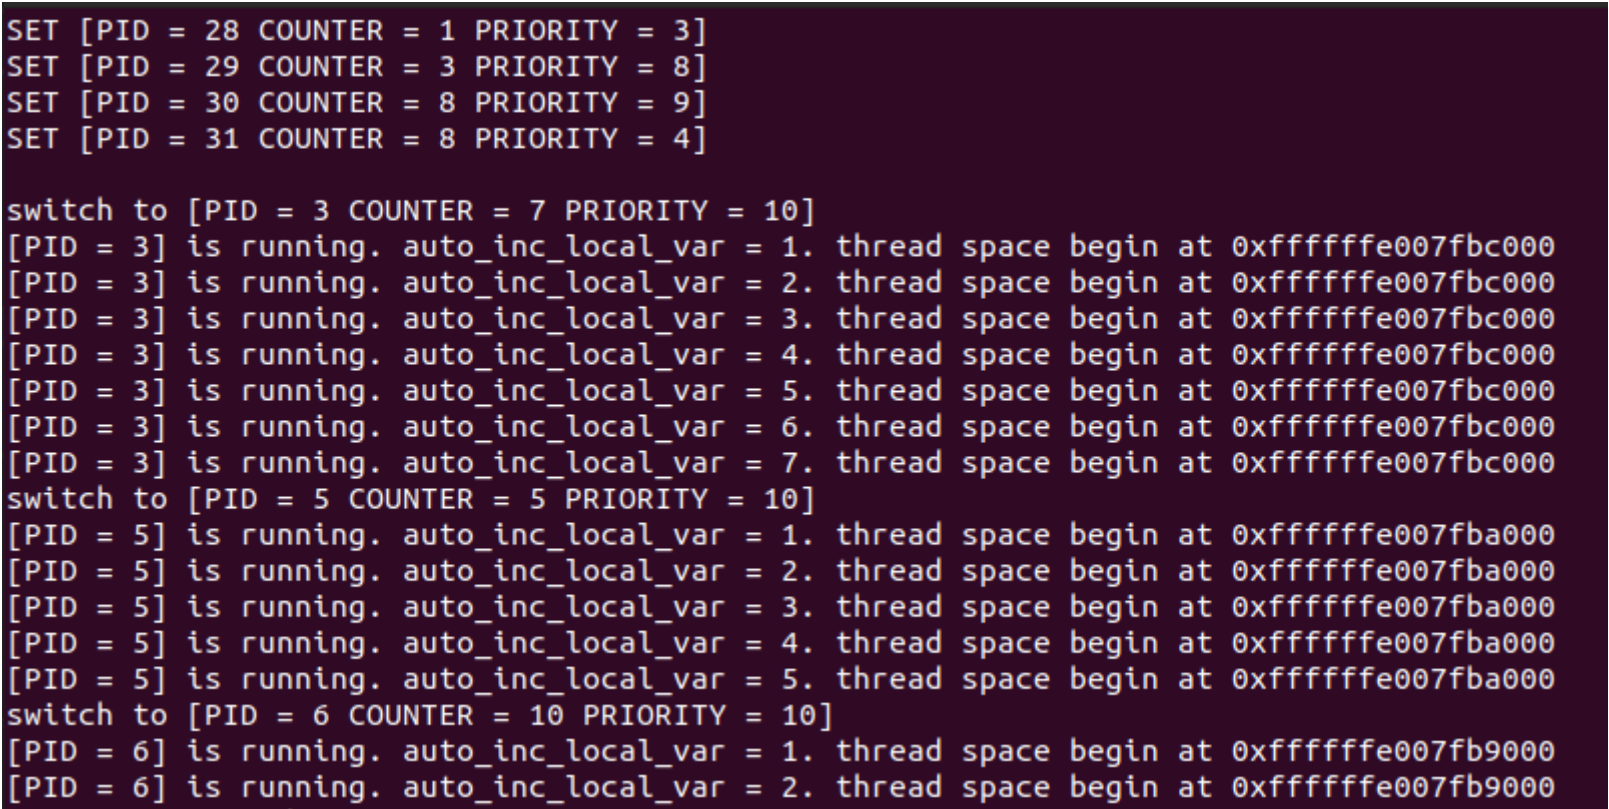 SET [PID = 28 COUNTER = 1 PRIORITY = 3]
SET [PID = 29 COUNTER = 3 PRIORITY = 8]
SET [PID = 30 COUNTER = 8 PRIORITY = 9]
SET [PID = 31 COUNTER = 8 PRIORITY = 4]
switch to [PID = 3 COUNTER = 7 PRIORITY = 10]
[PID = 3] is running. auto_inc_local_var = 1. thread space begin at 0xffffffe007fbc000
[PID = 3] is running. auto_inc_local_var = 2. thread space begin at 0xffffffe007fbc000
[PID = 3] is running. auto_inc_local_var = 3. thread space begin at 0xffffffe007fbc000
[PID = 3] is running. auto_inc_local_var = 4. thread space begin at 0xffffffe007fbc000
[PID = 3] is running. auto_inc_local_var = 5. thread space begin at 0xffffffe007fbc000
[PID = 3] is running. auto_inc_local_var = 6. thread space begin at 0xffffffe007fbc000
[PID = 3] is running. auto_inc_local_var = 7. thread space begin at 0xffffffe007fbc000
switch to [PID = 5 COUNTER = 5 PRIORITY = 10]
[PID = 5] is running. auto_inc_local_var = 1. thread space begin at 0xffffffe007fba000
[PID = 5] is running. auto_inc_local_var = 2. thread space begin at 0xffffffe007fba000
[PID = 5] is running. auto_inc_local_var = 3. thread space begin at 0xffffffe007fba000
[PID = 5] is running. auto_inc_local_var = 4. thread space begin at 0xffffffe007fba000
[PID = 5] is running. auto_inc_local_var = 5. thread space begin at 0xffffffe007fba000
switch to [PID = 6 COUNTER = 10 PRIORITY = 10]
[PID = 6] is running. auto_inc_local_var = 1. thread space begin at 0xffffffe007fb9000
[PID = 6] is running. auto_inc_local_var = 2. thread space begin at 0xffffffe007fb9000